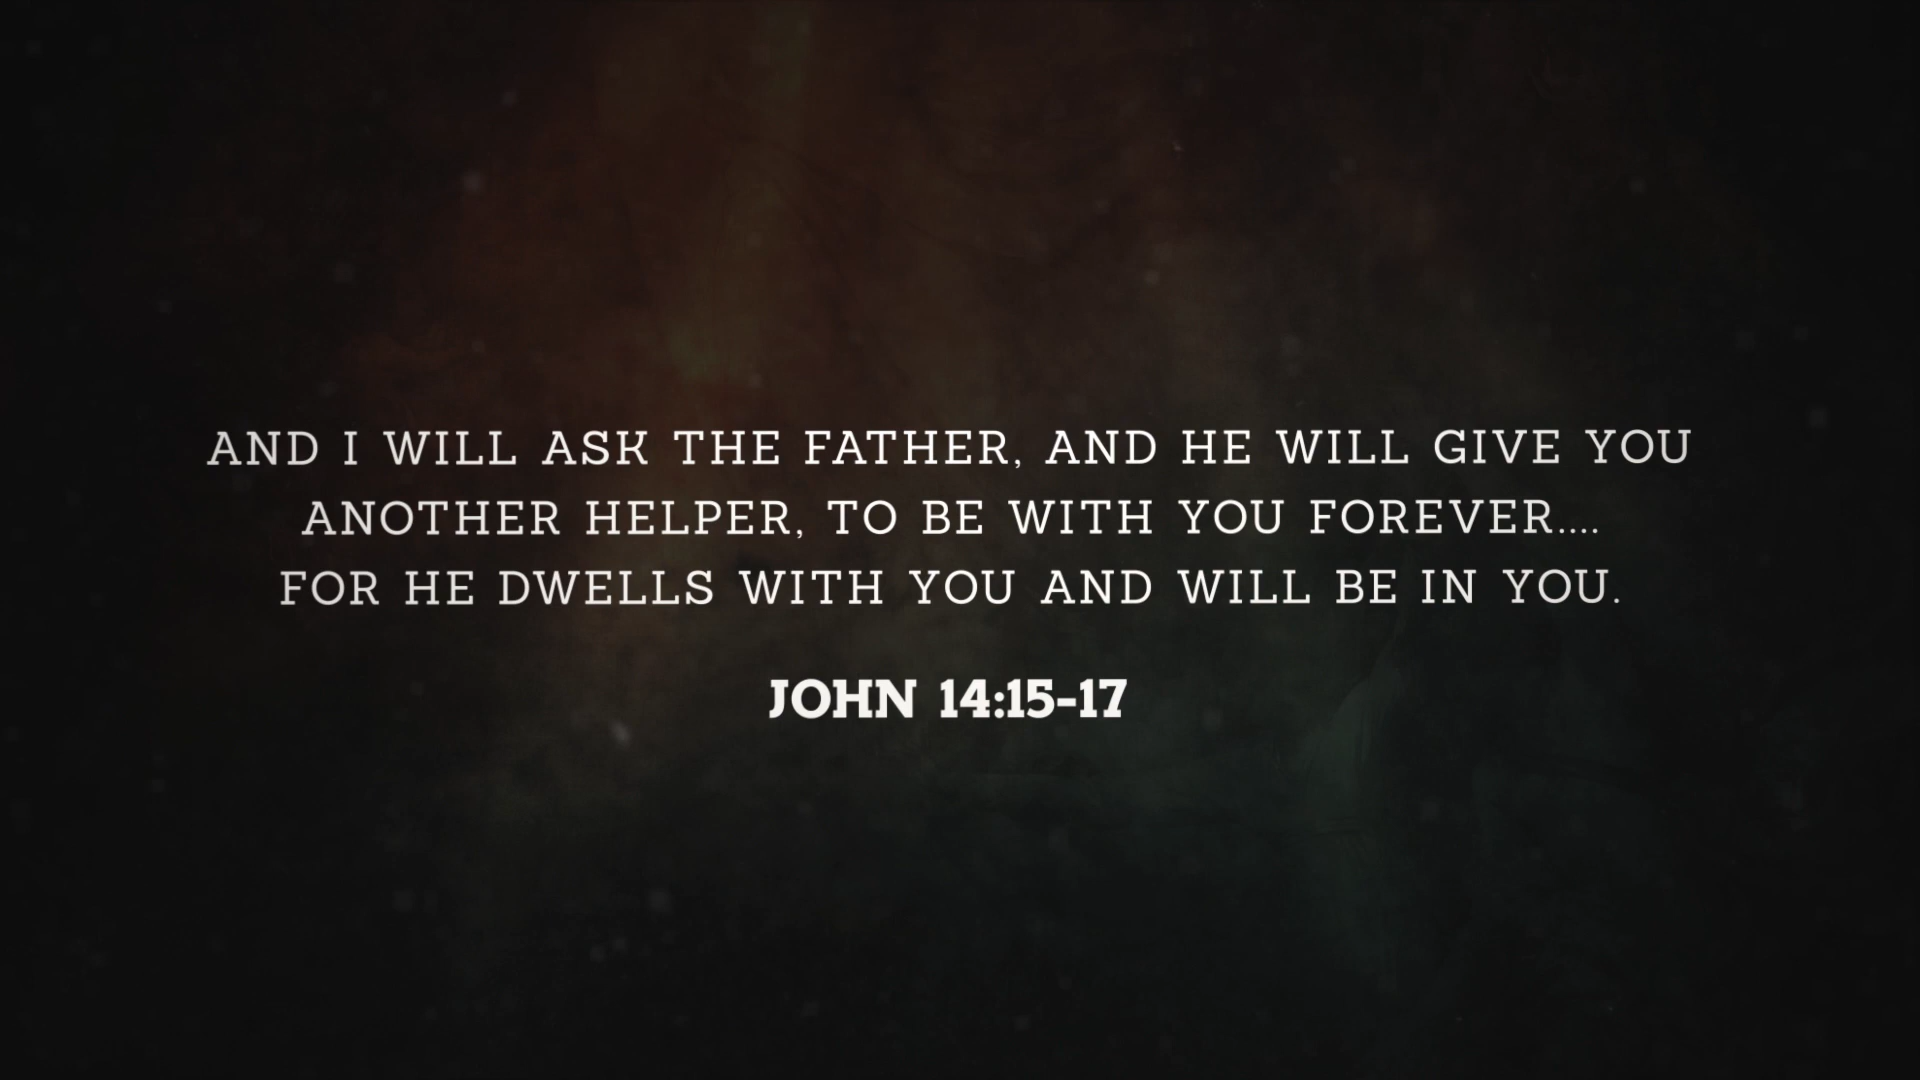 AND I WILL ASK THE FATHER, AND HE WILL GIVE YOU
ANOTHER HELPER, TO BE WITH YOU FOREVER....
FOR HE DWELLS WITH YOU AND WILL BE IN YOU.
JOHN 14:15-17